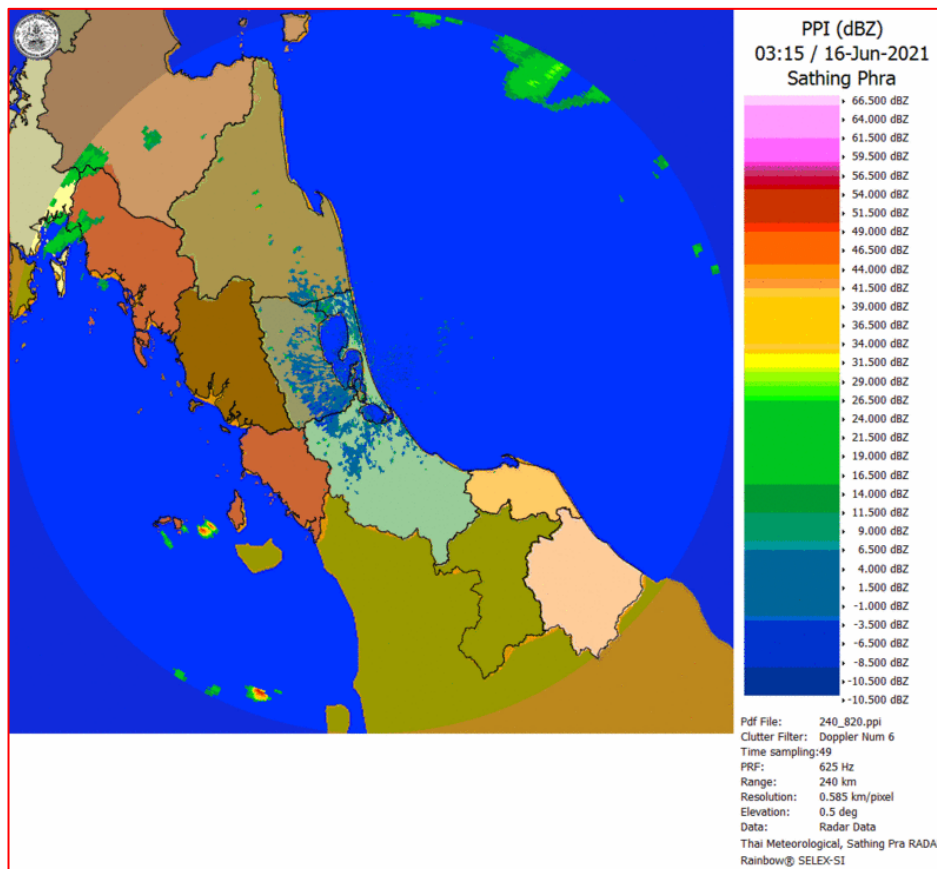 PPI (dBZ)
03:15 / 16-Jun-2021
Sathing Phra
66.500 dBZ
64.000 dBZ
61.500 dBZ
59.500 dBZ
56.500 dBZ
54.000 dBZ
51.500 dBZ
49.000 dBZ
46.500 dBZ
44.000 dBZ
41.500 dBZ
39.000 dBZ
36.500 dBZ
34.000 dBZ
31.500 dBZ
29.000 dBZ
26.500 dBZ
24.000 dBZ
21.500 dBZ
19.000 dBZ
16.500 dBZ
14.000 dBZ
11.500 dBZ
9.000 dBZ
6.500 dBZ
4.000 dBZ
1.500 dBZ
-1.000 dBZ
-3.500 dBZ
-6.500 dBZ
-8.500 dBZ
-10.500 dBZ
-10.500 dBZ
Pdf File: 240_820.ppi
Clutter Filter: Doppler Num 6
Time sampling:49
PRF: 625 Hz
Range: 240 km
Resolution: 0.585 km/pixel
Elevation: 0.5 deg
Data: Radar Data
Thai Meteorological, Sathing Pra RADA
Rainbow® SELEX-SI